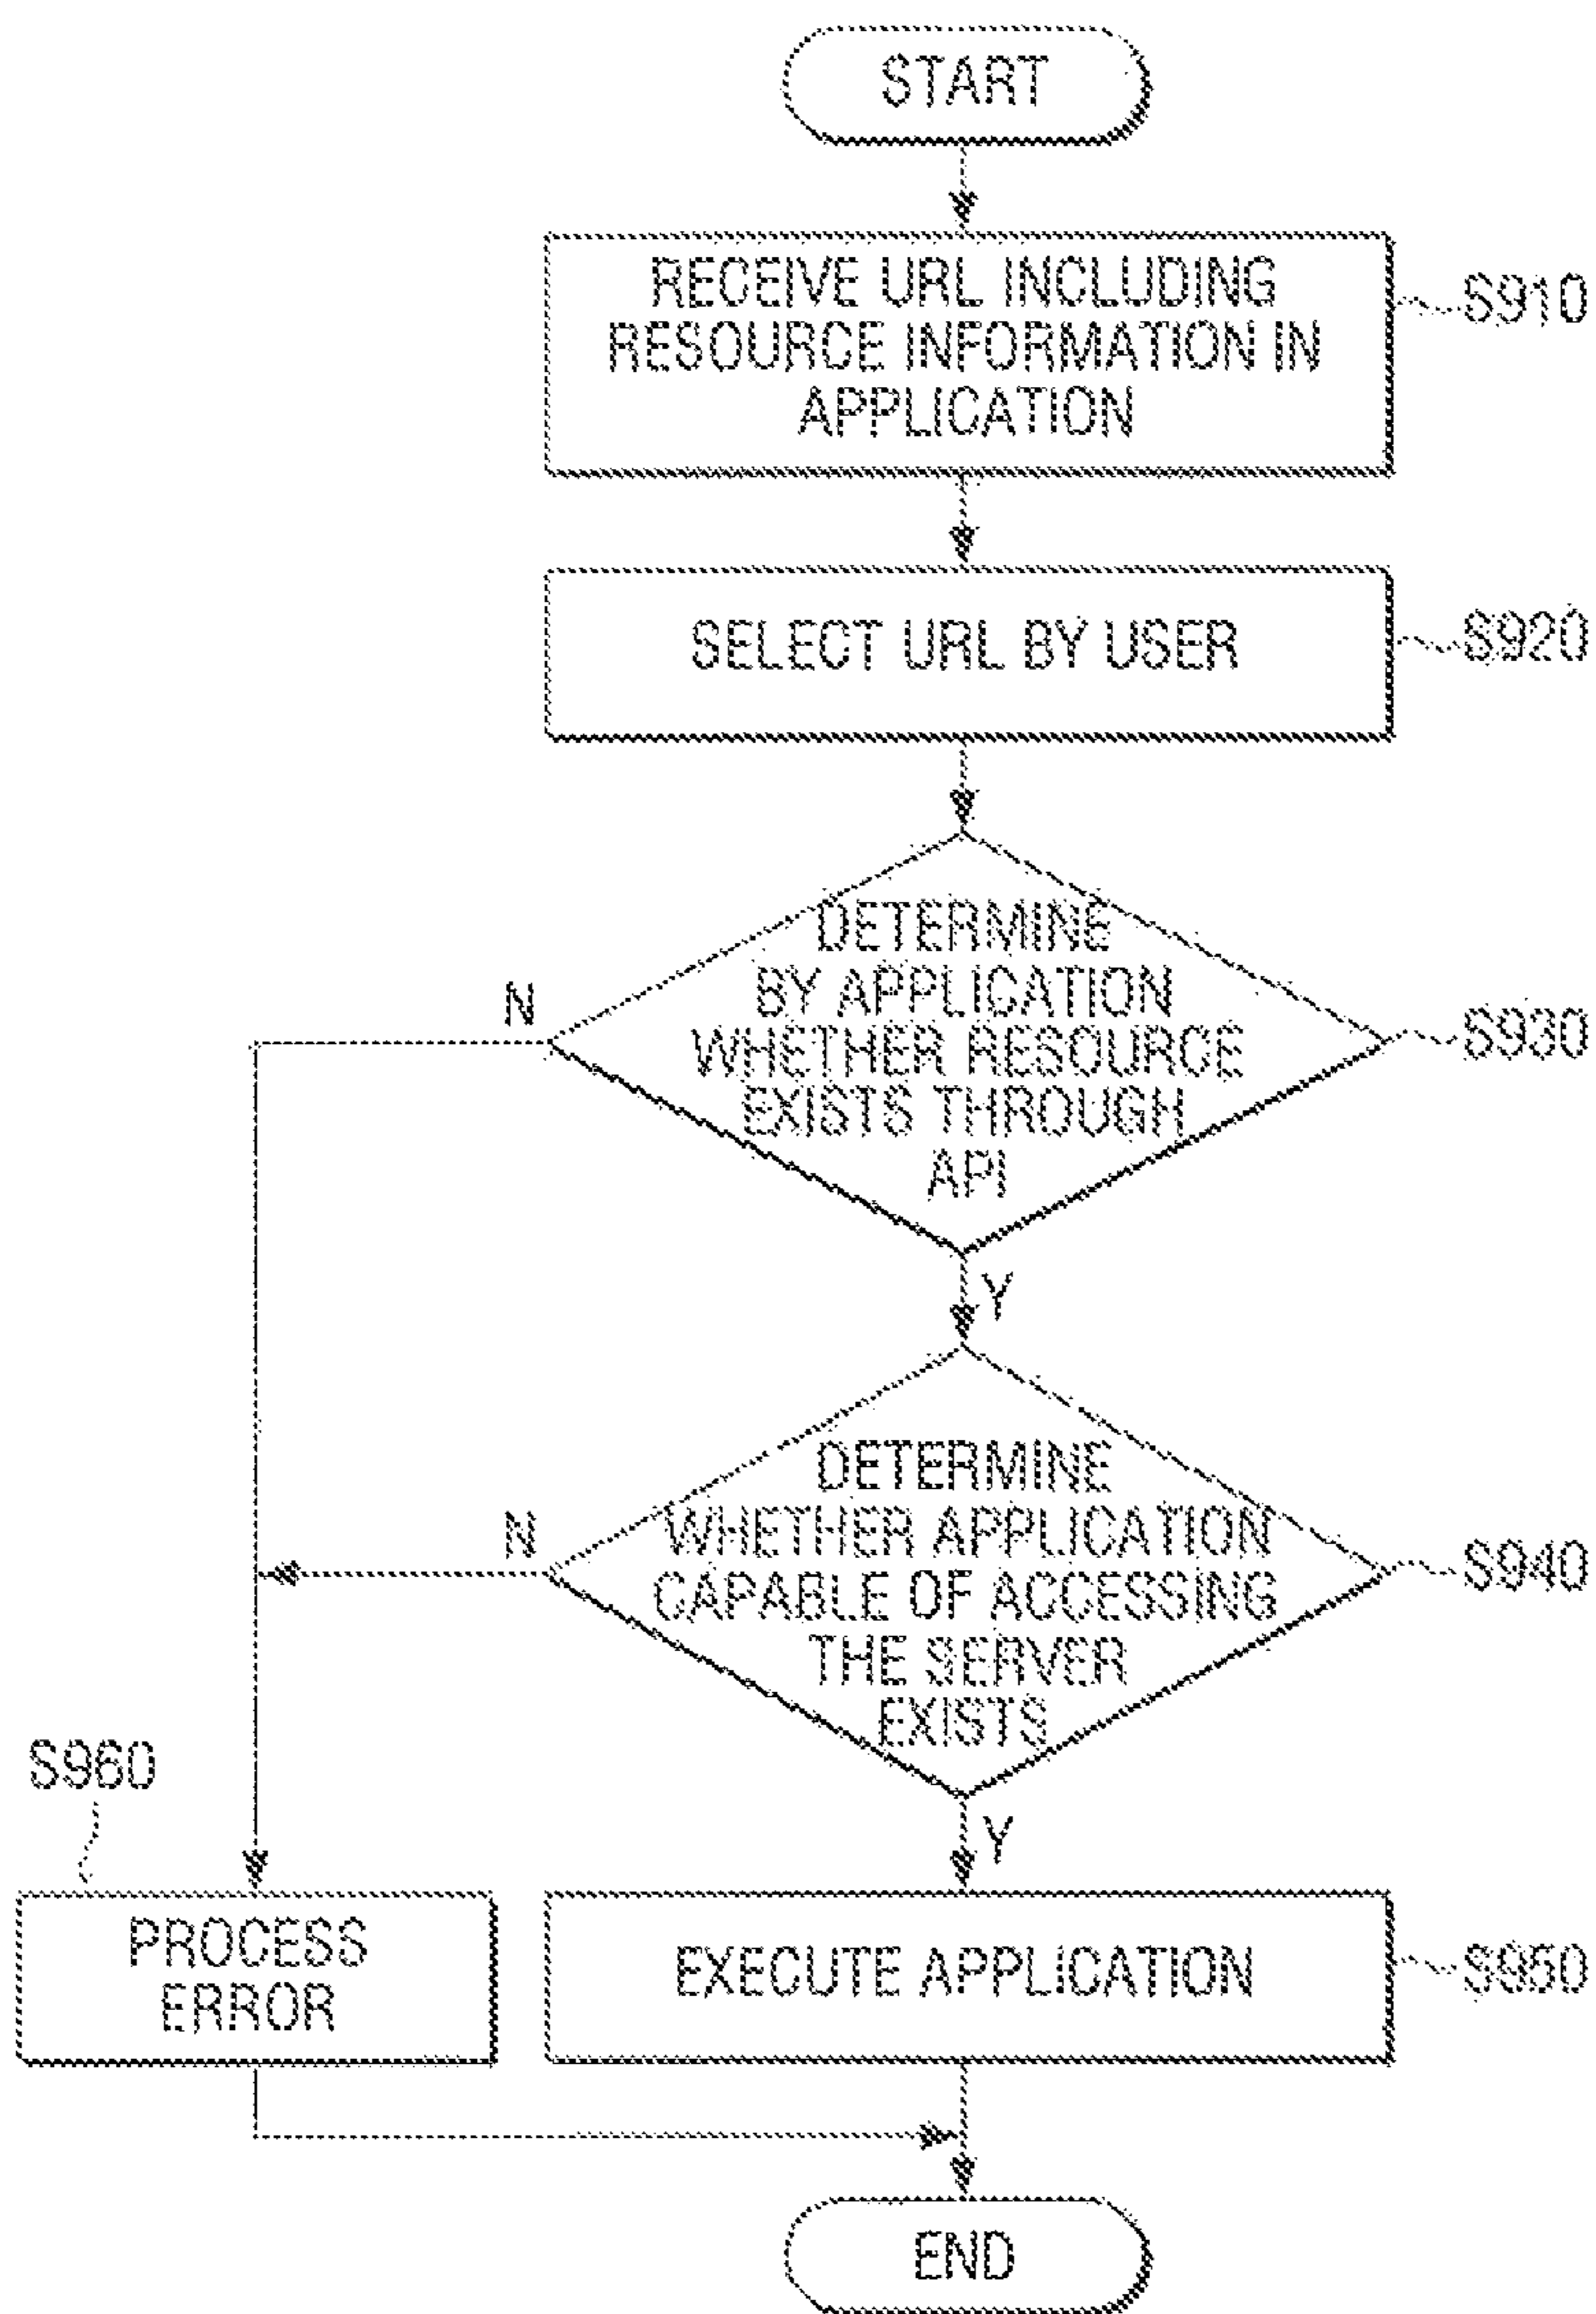 START
RECEIVE URL INCLUDING
RESOURCE INFORMATION IN
APPLICATION
S910
SELECT URL BY USER
S920
DETERMINE
BY APPLICATION
WHETHER RESOURCE
EXISTS THROUGH
API
N
S930
Y
DETERMINE
WHETHER APPLICATION
CAPABLE OF ACCESSING
THE SERVER
EXISTS
N
S940
Y
S960
PROCESS
ERROR
EXECUTE APPLICATION
S950
END